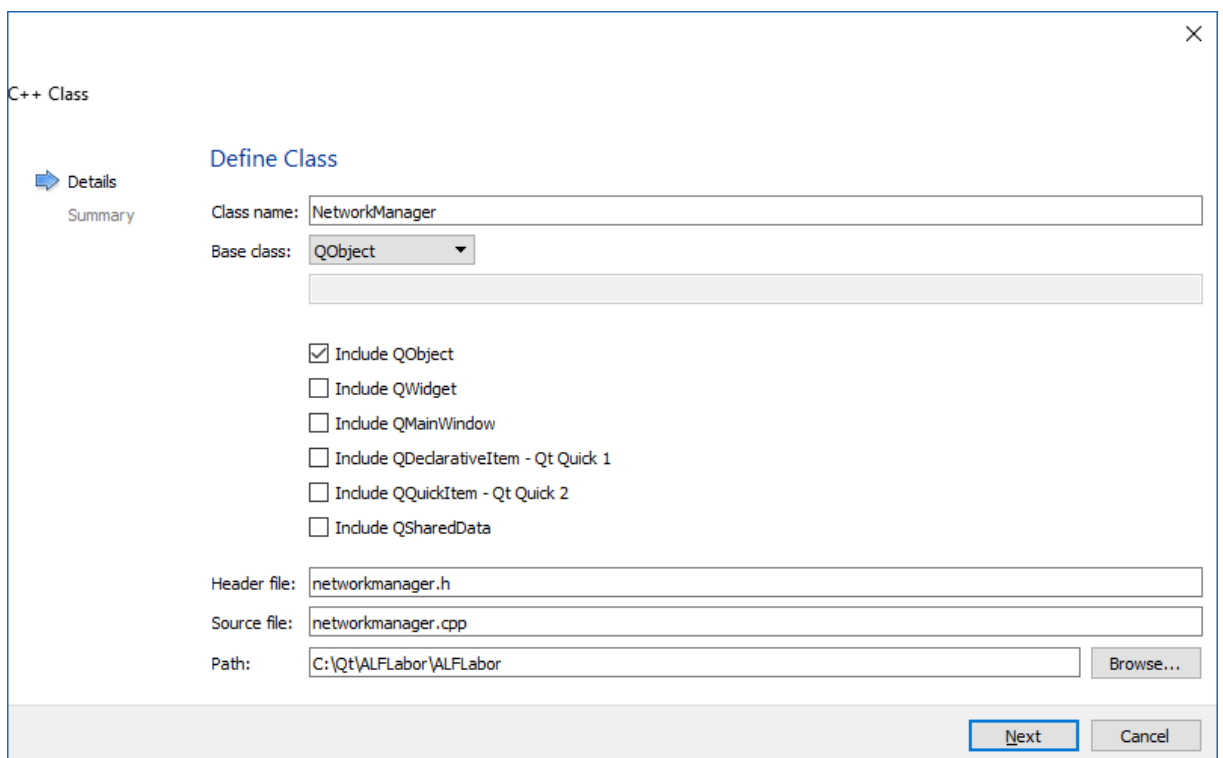 C++ Class
Define Class
Details
Summary
Class name: NetworkManager
Base class: QObject
Include QObject
Include QWidget
Include QMainWindow
Include QDeclarativeItem - Qt Quick 1
Include QQuickItem - Qt Quick 2
Include QSharedData
Header file: networkmanager.h
Source file: networkmanager.cpp
Path: C:\Qt\ALFLabor\ALFLabor Browse...
Next Cancel